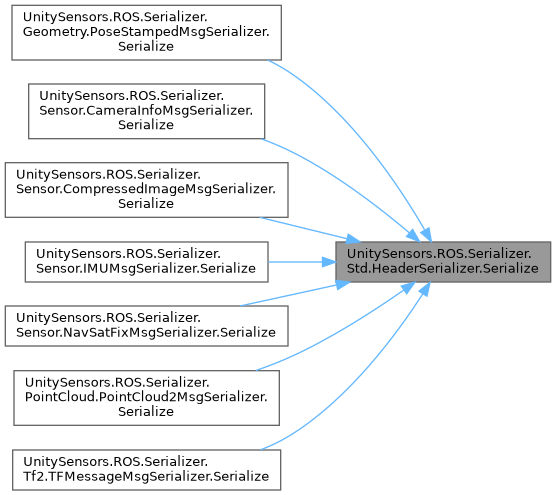 UnitySensors.ROS.Serializer.
Geometry.PoseStampedMsgSerializer.
Serialize
UnitySensors.ROS.Serializer.
Sensor.CameraInfoMsgSerializer.
Serialize
UnitySensors.ROS.Serializer.
Sensor.CompressedImageMsgSerializer.
Serialize
UnitySensors.ROS.Serializer.
Sensor.IMUMsgSerializer.Serialize
UnitySensors.ROS.Serializer.
Sensor.NavSatFixMsgSerializer.Serialize
UnitySensors.ROS.Serializer.
PointCloud.PointCloud2MsgSerializer.
Serialize
UnitySensors.ROS.Serializer.
Tf2.TFMessageMsgSerializer.Serialize
UnitySensors.ROS.Serializer.
Std.HeaderSerializer.Serialize